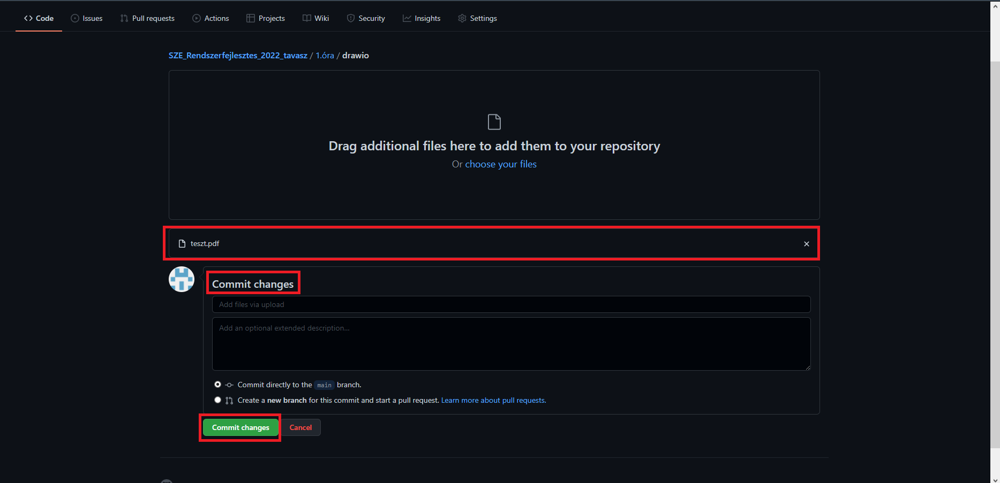 Code Issues Pull requests Actions Projects Wiki Security Insights Settings
SZE_Rendszerfejlesztes_2022_tavasz / 1.óra / drawio
Drag additional files here to add them to your repository
Or choose your files
teszt.pdf
Commit changes
Add files via upload
Add an optional extended description...
Commit directly to the main branch.
Create a new branch for this commit and start a pull request. Learn more about pull requests.
Commit changes Cancel